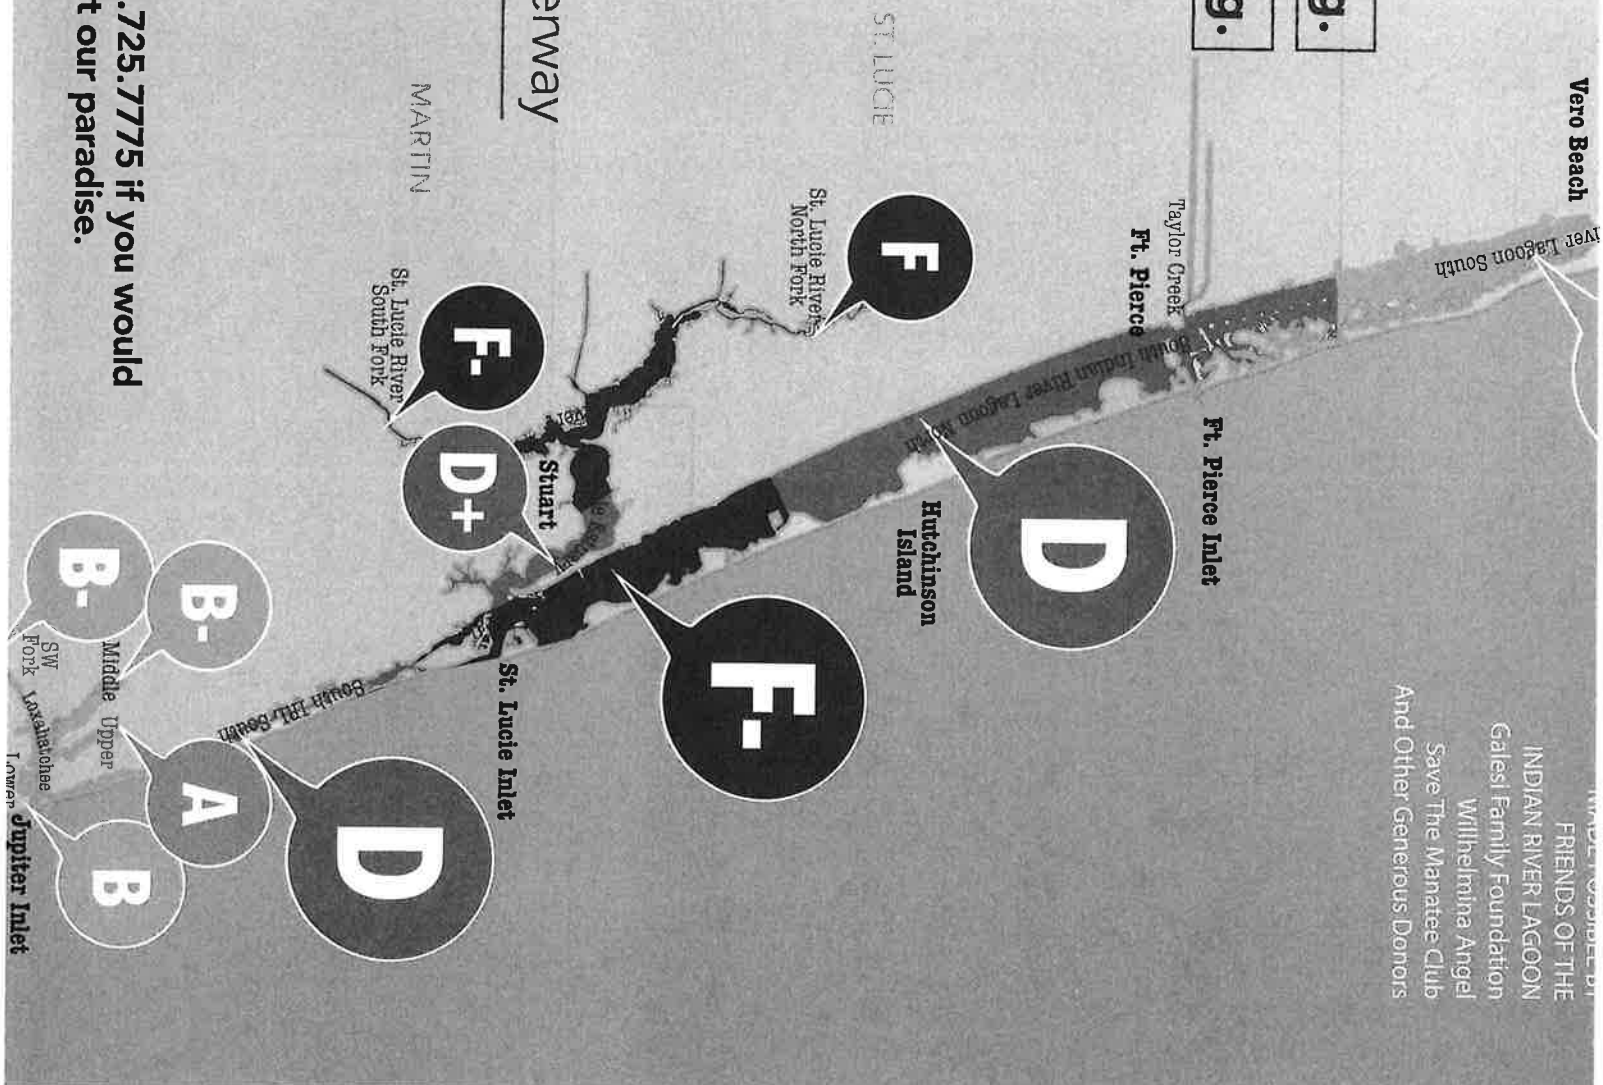 MADE POSSIBLE BY
FRIENDS OF THE
INDIAN RIVER LAGOON
Galesi Family Foundation
Willhelmina Angel
Save The Manatee Club
And Other Generous Donors
Vero Beach
iver Lagoon South
g.
g.
Ft. Pierce Inlet
Taylor Creek
Ft. Pierce
South Indian River Lagoon North
D
Hutchinson
Island
ST. LUCIE
F
St. Lucie River
North Fork
F-
erway
Stuart
St. Lucie Inlet
D+
F-
MARTIN
St. Lucie River
South Fork
D
South IRL South
B-
A
.725.7775 if you would
t our paradise.
Middle
Upper
B
B-
SW
Fork
Loxahatchee
Lower
Jupiter Inlet